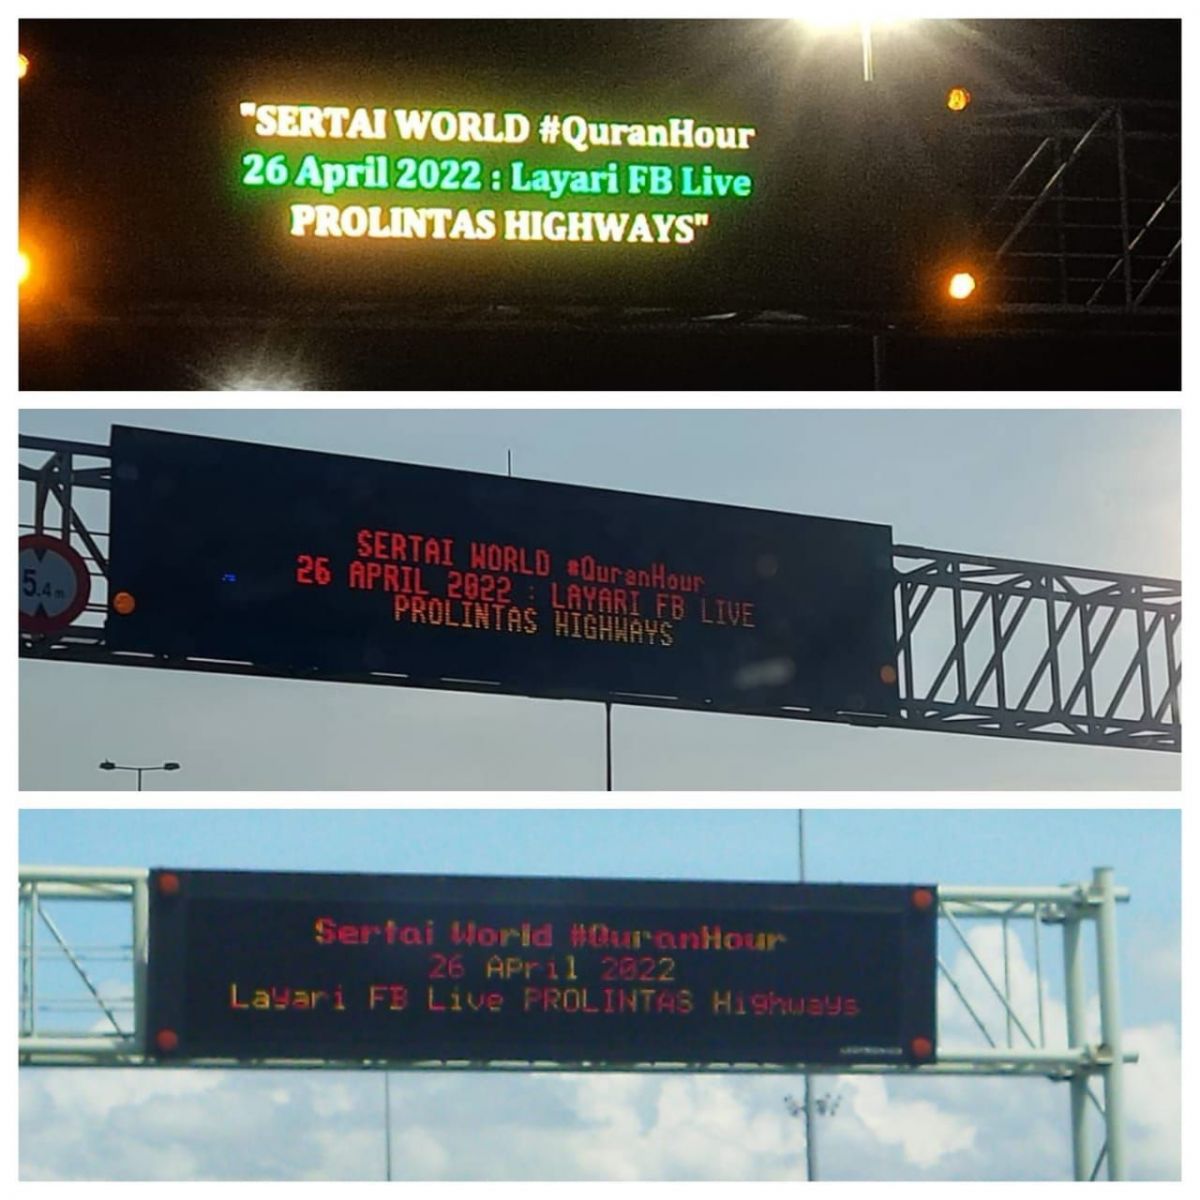 "SERTAI WORLD #QuranHour
26 April 2022 : Layari FB Live
PROLINTAS HIGHWAYS"
5.4m
SERTAI WORLD #QuranHour
26 APRIL 2022 : LAYARI FB LIVE
PROLINTAS HIGHWAYS
Sertai World #QuranHour
26 April 2022
Layari FB Live PROLINTAS Highways